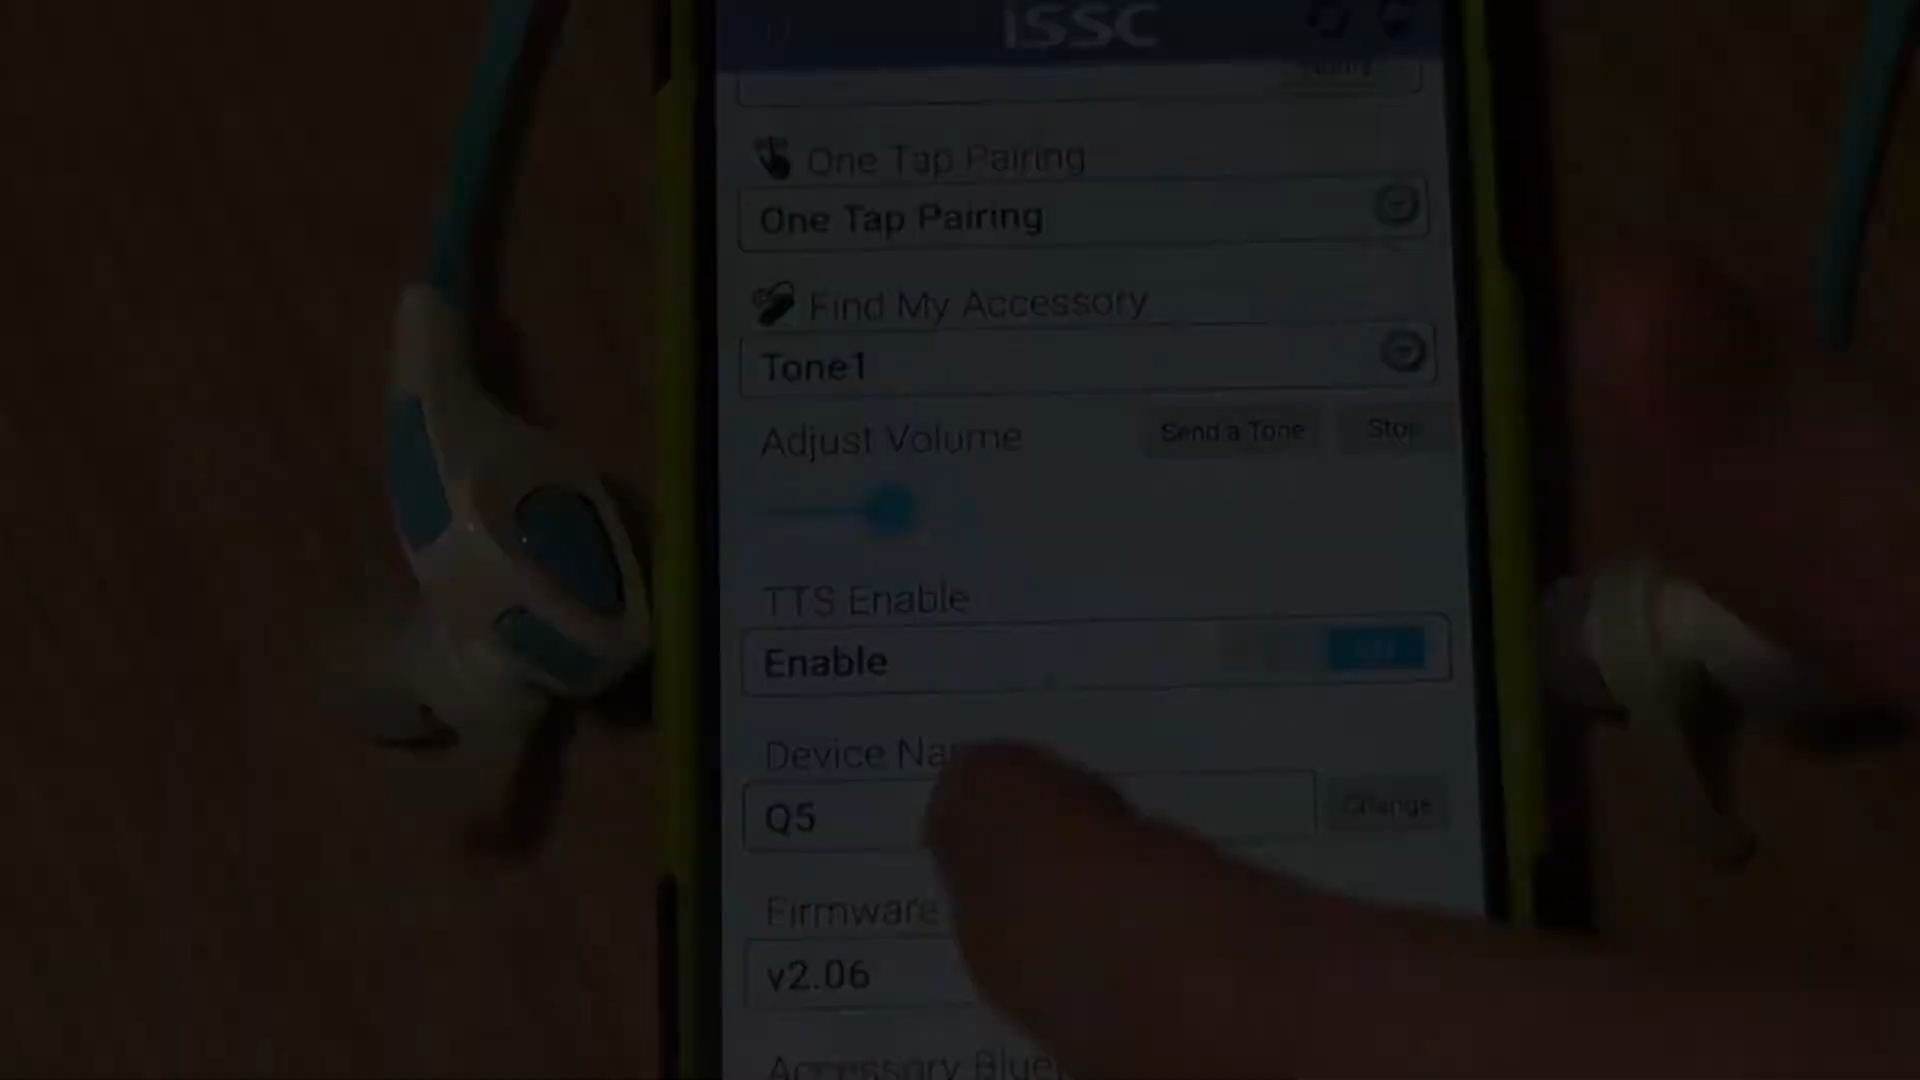 ISSC
One Tap Pairing
One Tap Pairing
Find My Accessory
Tone1
Adjust Volume
Send a Tone
Stop
TTS Enable
Enable
Device
Q5
Change
Firmware
v2.06
Accessory